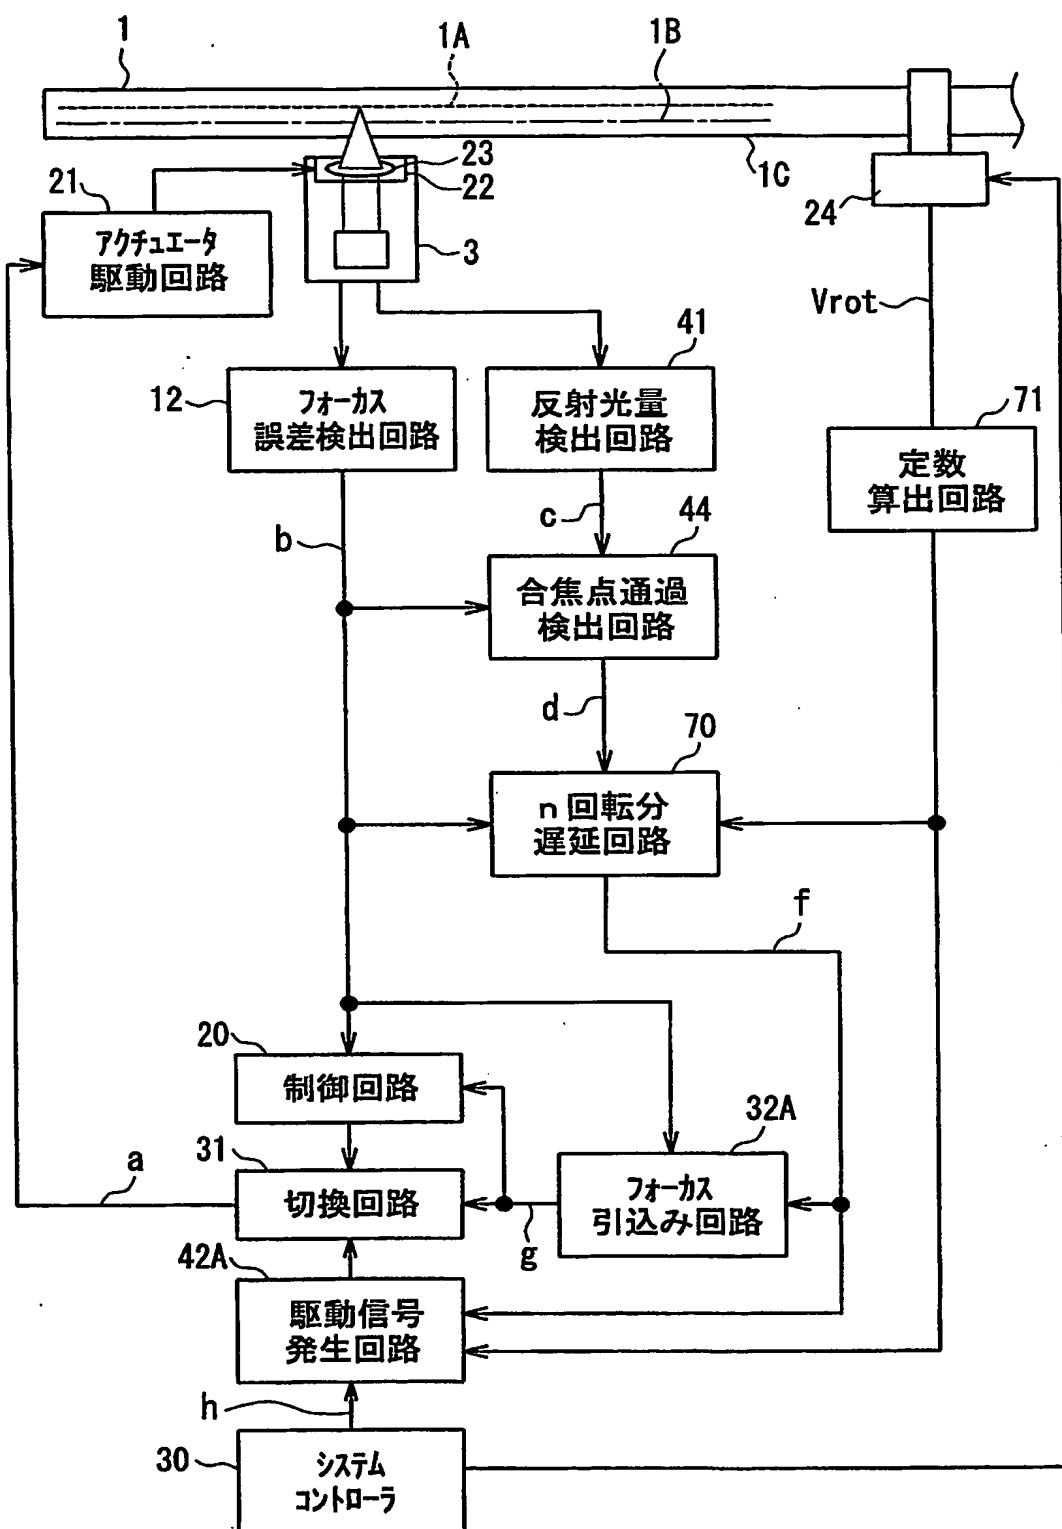 1
1A
1B
23
22
1C
21
24
アクチュエータ
駆動回路
3
Vrot
41
12
フォーカス
誤差検出回路
反射光量
検出回路
71
定数
算出回路
c
b
44
合焦点通過
検出回路
d
70
n回転分
遅延回路
f
20
制御回路
32A
31
a
切換回路
フォーカス
引込み回路
g
42A
駆動信号
発生回路
h
30
システム
コントローラ